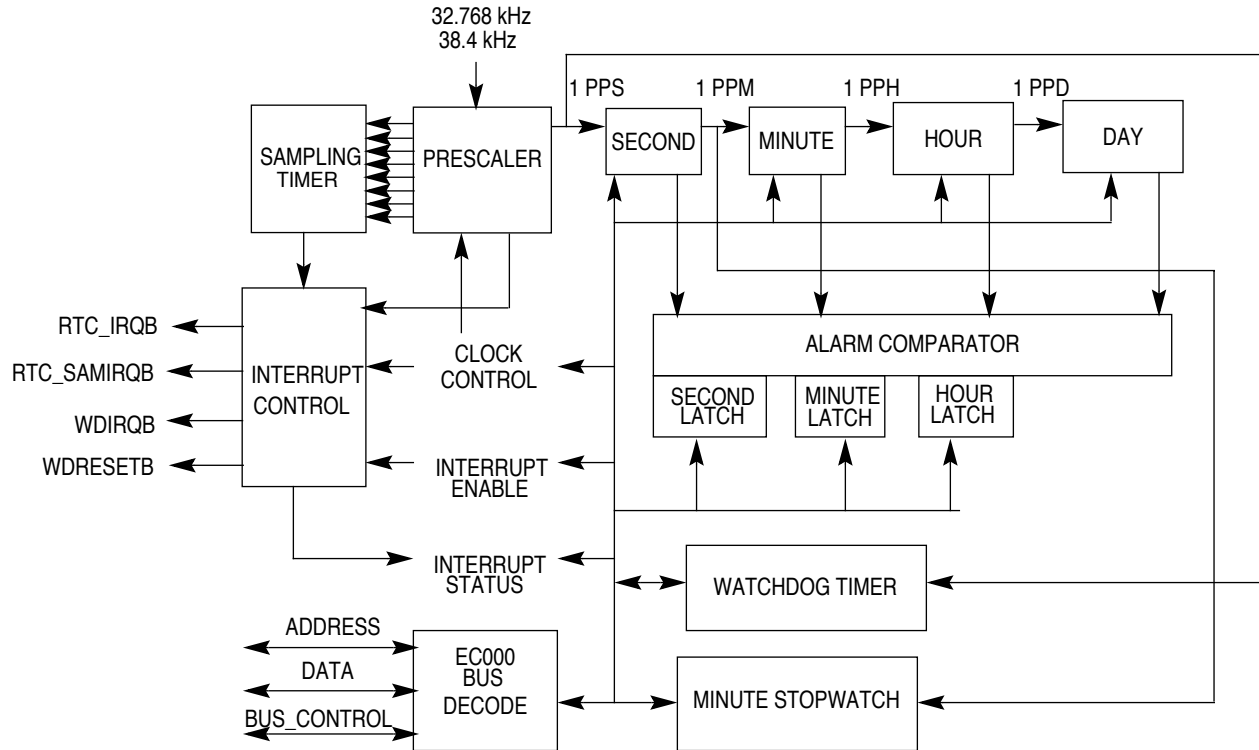 32.768 kHz
38.4 kHz
1 PPS
1 PPM
1 PPH
1 PPD
SAMPLING
TIMER
PRESCALER
SECOND
MINUTE
HOUR
DAY
RTC_IRQB
RTC_SAMIRQB
WDIRQB
WDRESETB
INTERRUPT
CONTROL
CLOCK
CONTROL
ALARM COMPARATOR
SECOND
LATCH
MINUTE
LATCH
HOUR
LATCH
INTERRUPT
ENABLE
INTERRUPT
STATUS
WATCHDOG TIMER
ADDRESS
DATA
BUS_CONTROL
EC000
BUS
DECODE
MINUTE STOPWATCH